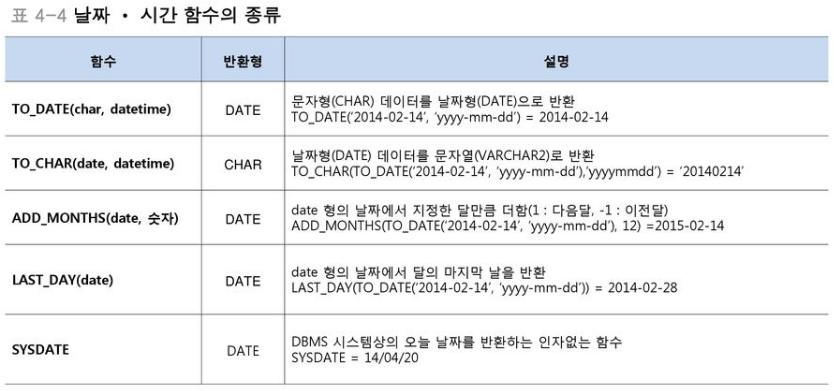 표 4-4 날짜 • 시간 함수의 종류
함수 반환형 설명
TO_DATE(char, datetime) DATE 문자형(CHAR) 데이터를 날짜형(DATE)으로 반환
TO_DATE('2014-02-14', 'yyyy-mm-dd') = 2014-02-14
TO_CHAR(date, datetime) CHAR 날짜형(DATE) 데이터를 문자열(VARCHAR2)로 반환
TO_CHAR(TO_DATE('2014-02-14', 'yyyy-mm-dd'),'yyyymmdd') = '20140214'
ADD_MONTHS(date, 숫자) DATE date 형의 날짜에서 지정한 달만큼 더함(1 : 다음달, -1 : 이전달)
ADD_MONTHS(TO_DATE('2014-02-14', 'yyyy-mm-dd'), 12) =2015-02-14
LAST_DAY(date) DATE date 형의 날짜에서 달의 마지막 날을 반환
LAST_DAY(TO_DATE('2014-02-14', 'yyyy-mm-dd')) = 2014-02-28
SYSDATE DATE DBMS 시스템상의 오늘 날짜를 반환하는 인자없는 함수
SYSDATE = 14/04/20